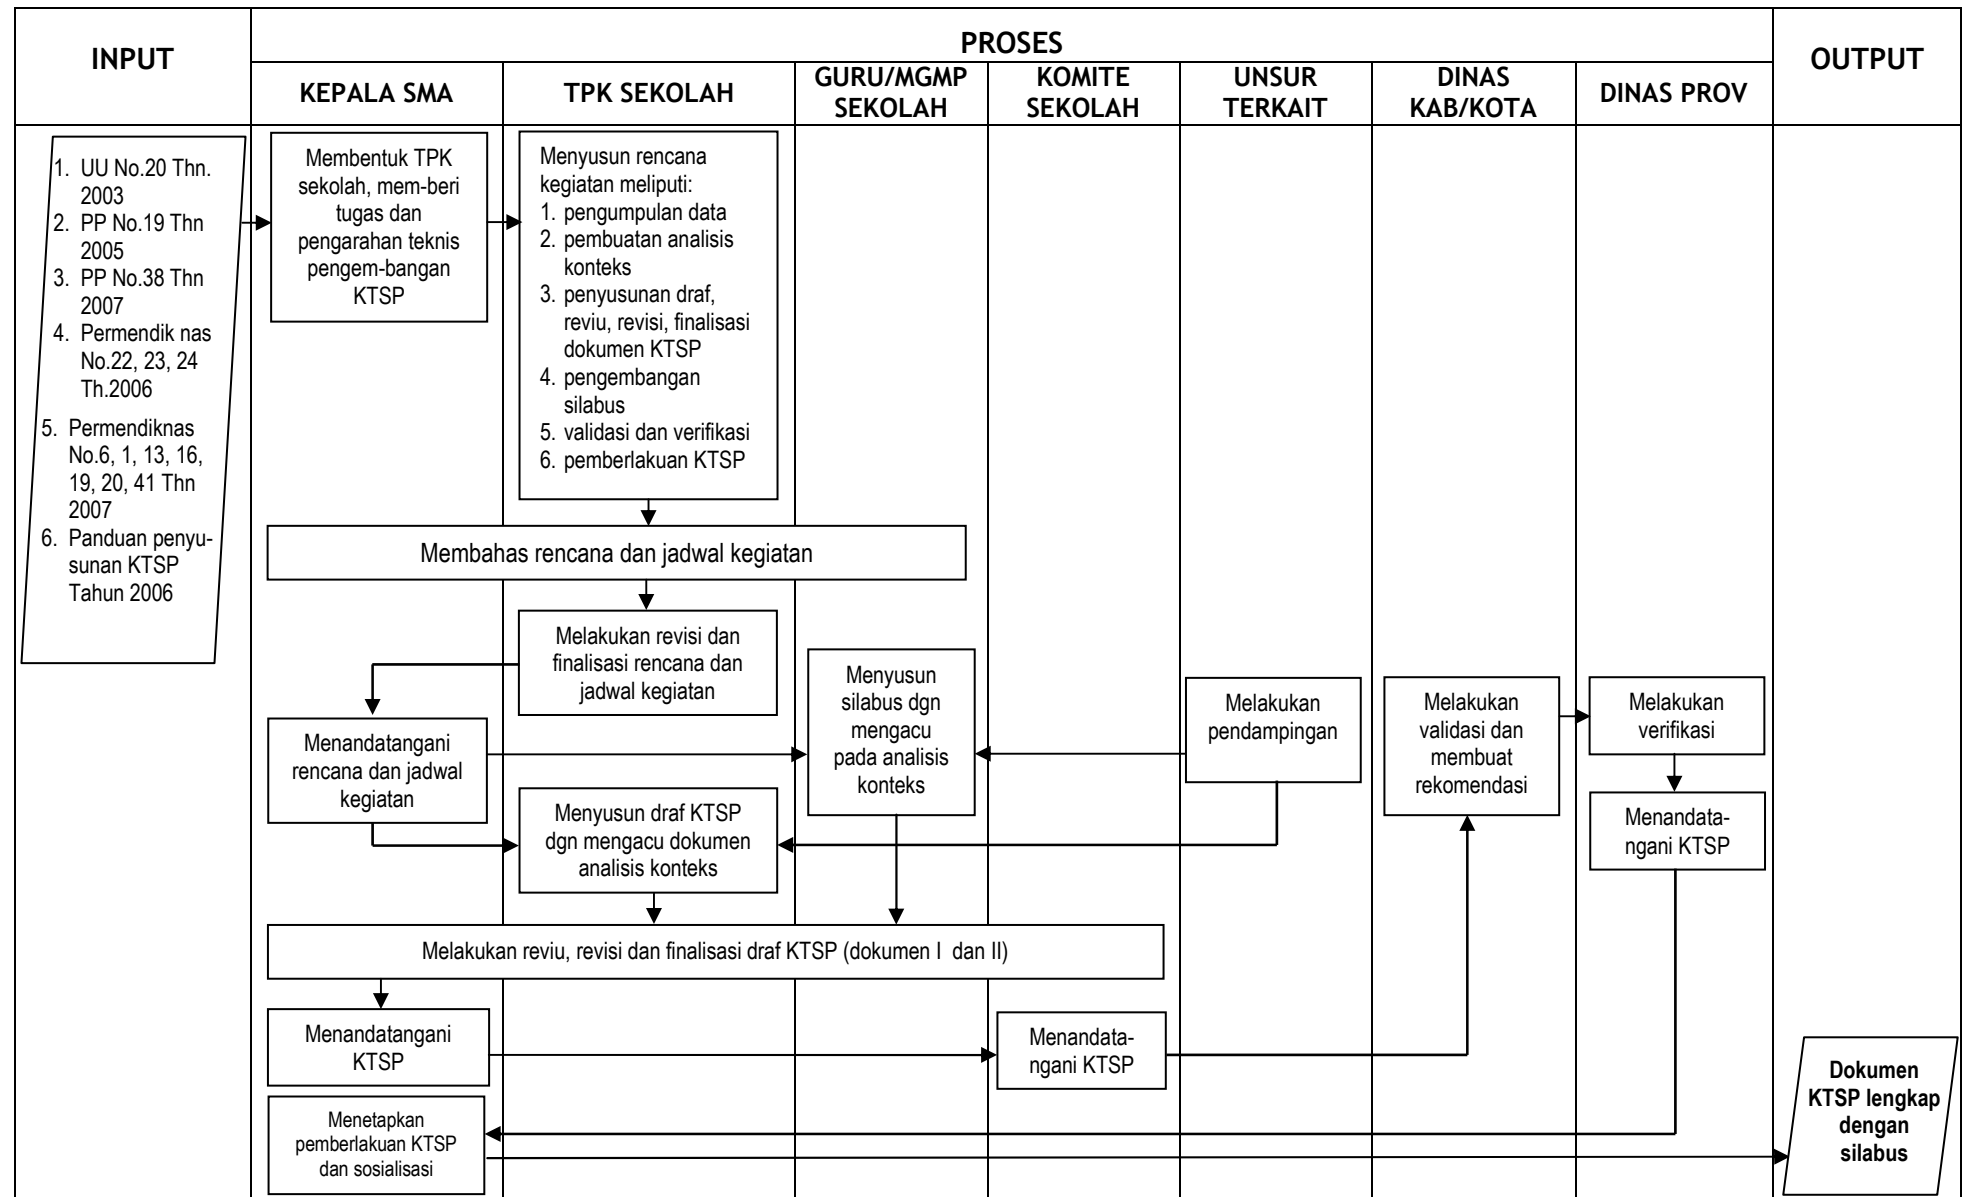 INPUT
PROSES
OUTPUT
KEPALA SMA
TPK SEKOLAH
GURU/MGMP
SEKOLAH
KOMITE
SEKOLAH
UNSUR
TERKAIT
DINAS
KAB/KOTA
DINAS PROV
1. UU No.20 Thn.
2003
2. PP No.19 Thn
2005
3. PP No.38 Thn
2007
4. Permendik nas
No.22, 23, 24
Th.2006
5. Permendiknas
No.6, 1, 13, 16,
19, 20, 41 Thn
2007
6. Panduan penyu-
sunan KTSP
Tahun 2006
Membentuk TPK
sekolah, mem-beri
tugas dan
pengarahan teknis
pengem-bangan
KTSP
Menyusun rencana
kegiatan meliputi:
1. pengumpulan data
2. pembuatan analisis
konteks
3. penyusunan draf,
reviu, revisi, finalisasi
dokumen KTSP
4. pengembangan
silabus
5. validasi dan verifikasi
6. pemberlakuan KTSP
Membahas rencana dan jadwal kegiatan
Melakukan revisi dan
finalisasi rencana dan
jadwal kegiatan
Menandatangani
rencana dan jadwal
kegiatan
Menyusun
silabus dgn
mengacu
pada analisis
konteks
Melakukan
pendampingan
Melakukan
validasi dan
membuat
rekomendasi
Melakukan
verifikasi
Menyusun draf KTSP
dgn mengacu dokumen
analisis konteks
Menandata-
ngani KTSP
Melakukan reviu, revisi dan finalisasi draf KTSP (dokumen I dan II)
Menandatangani
KTSP
Menandata-
ngani KTSP
Menetapkan
pemberlakuan KTSP
dan sosialisasi
Dokumen
KTSP lengkap
dengan
silabus